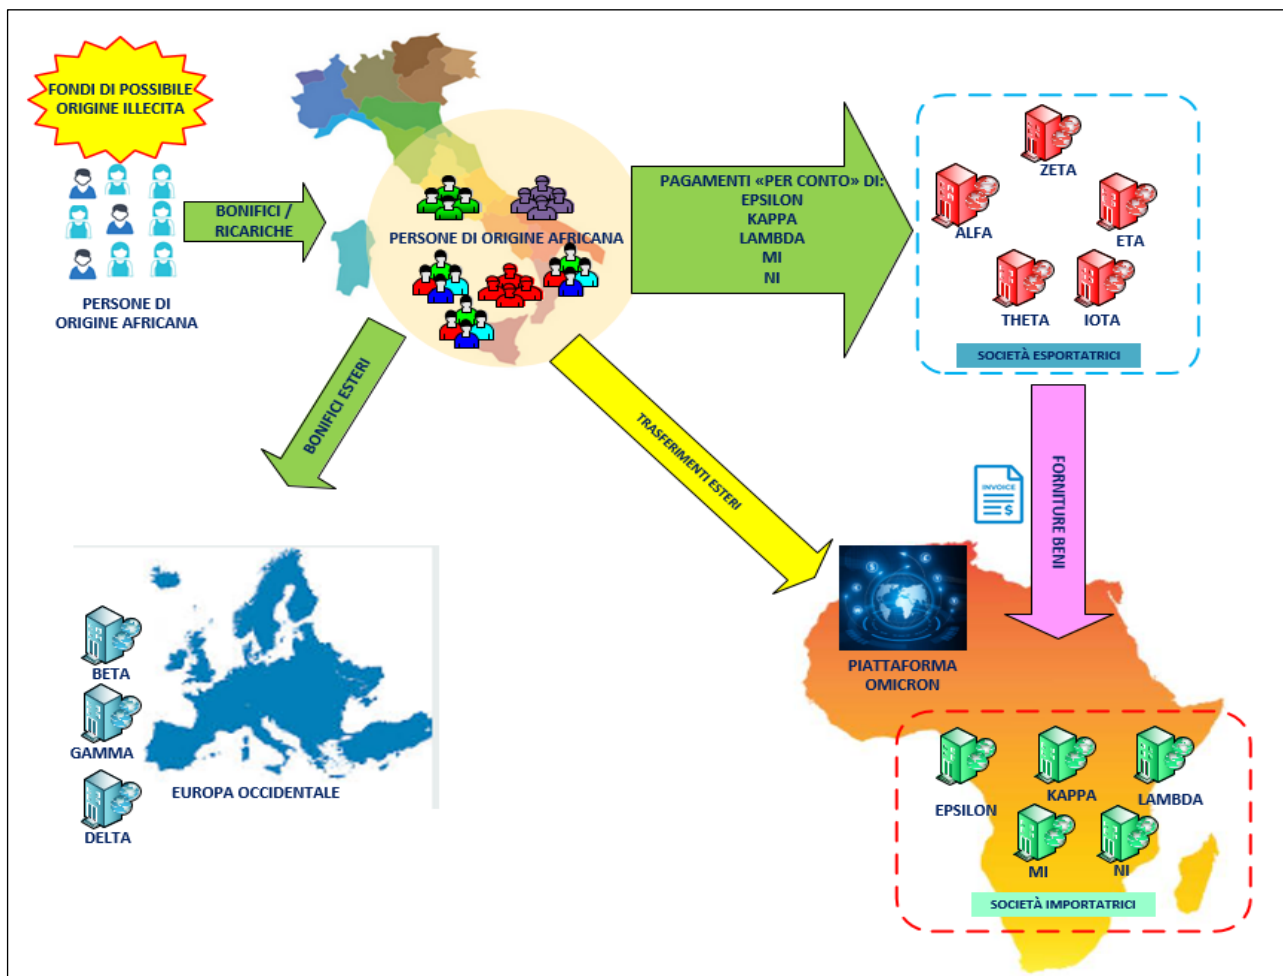 FONDI DI POSSIBILE
ORIGINE ILLECITA
PERSONE DI
ORIGINE AFRICANA
BONIFICI /
RICARICHE
PERSONE DI ORIGINE AFRICANA
PAGAMENTI «PER CONTO» DI:
EPSILON
KAPPA
LAMBDA
MI
NI
ZETA
ALFA
ETA
THETA
IOTA
SOCIETÀ ESPORTATRICI
BONIFICI ESTERI
TRASFERIMENTI ESTERI
INVOICE
$
FORNITURE BENI
BETA
GAMMA
DELTA
EUROPA OCCIDENTALE
PIATTAFORMA
OMICRON
EPSILON
KAPPA
LAMBDA
MI
NI
SOCIETÀ IMPORTATRICI